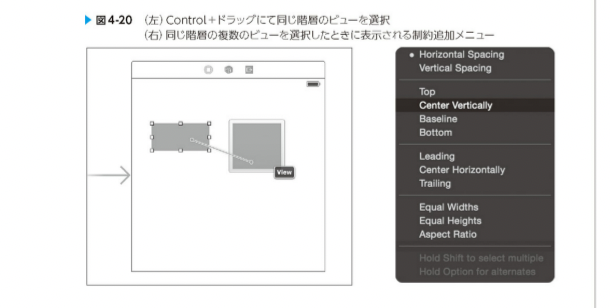 ▶ 図4-20 （左）Control＋ドラッグにて同じ階層のビューを選択
（右）同じ階層の複数のビューを選択したときに表示される制約追加メニュー
View
• Horizontal Spacing
Vertical Spacing
Top
Center Vertically
Baseline
Bottom
Leading
Center Horizontally
Trailing
Equal Widths
Equal Heights
Aspect Ratio
Hold Shift to select multiple
Hold Option for alternates